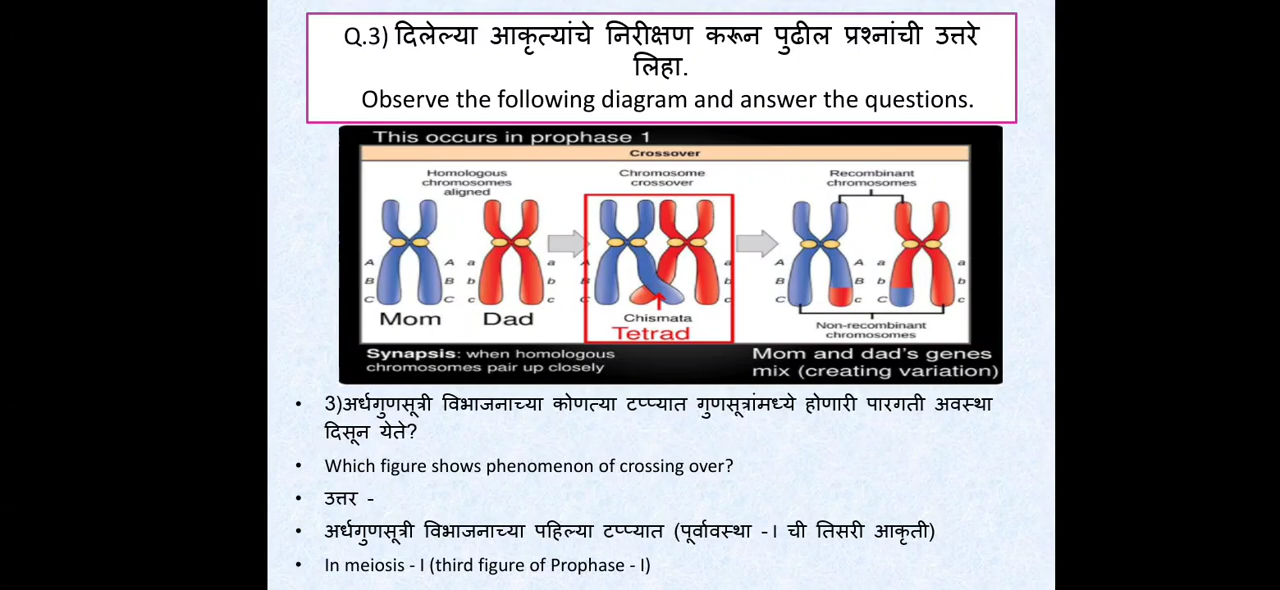 Q.3) दिलेल्या आकृत्यांचे निरीक्षण करून पुढील प्रश्नांची उत्तरे
लिहा.
Observe the following diagram and answer the questions.
This occurs in prophase 1
Crossover
Homologous
chromosomes
aligned
Chromosome
crossover
Recombinant
chromosomes
A A a a A a A A a a
B B b b B b B B b b
C C c c C c C C c c
Mom Dad
Chismata
Tetrad
Non-recombinant
chromosomes
Synapsis: when homologous
chromosomes pair up closely
Mom and dad's genes
mix (creating variation)
• 3)अर्धगुणसूत्री विभाजनाच्या कोणत्या टप्प्यात गुणसूत्रांमध्ये होणारी पारगती अवस्था
दिसून येते?
• Which figure shows phenomenon of crossing over?
• उत्तर -
• अर्धगुणसूत्री विभाजनाच्या पहिल्या टप्प्यात (पूर्वावस्था -I ची तिसरी आकृती)
• In meiosis - I (third figure of Prophase - I)